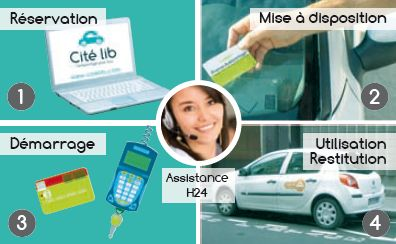 Réservation
Cité lib
1
Mise à disposition
2
Démarrage
3
Assistance
H24
Utilisation
Restitution
4